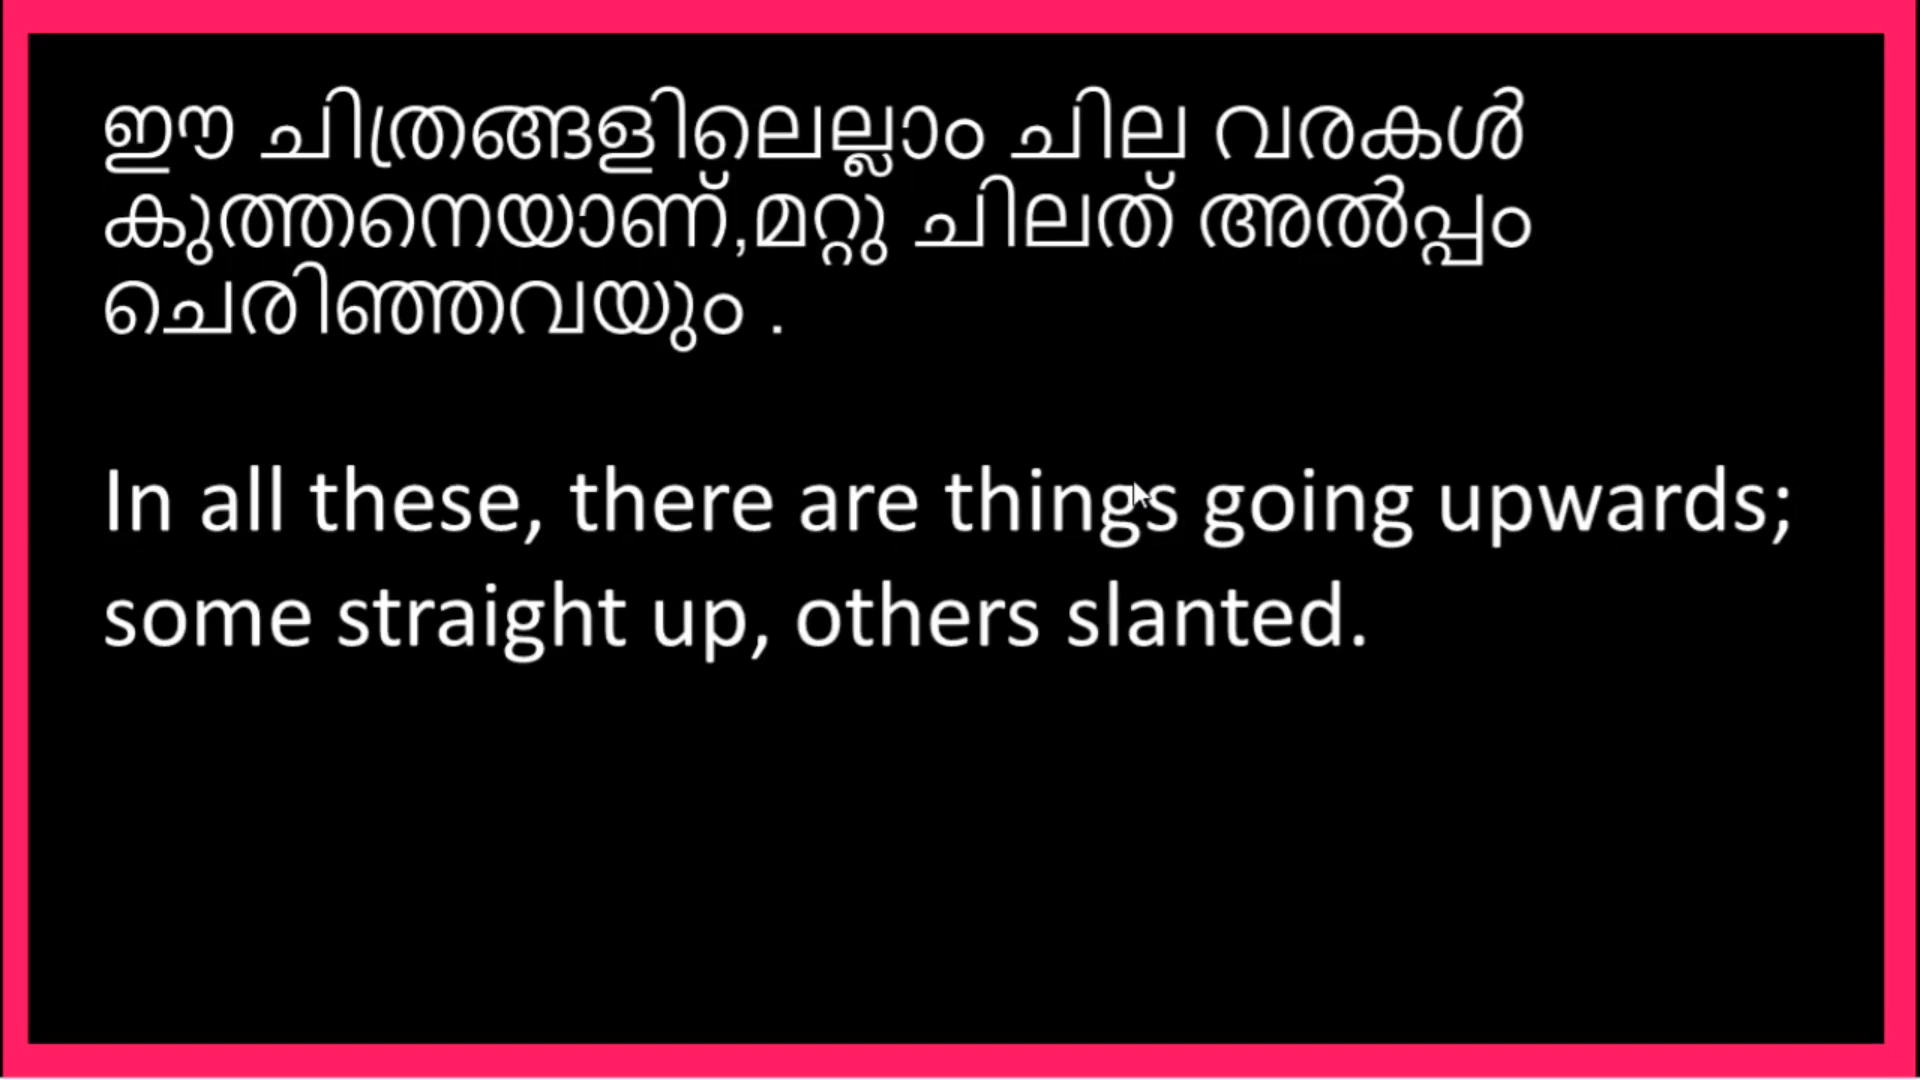 ഈ ചിത്രങ്ങളിലെല്ലാം ചില വരകൾ
കുത്തനെയാണ്,മറ്റു ചിലത് അൽപ്പം
ചെരിഞ്ഞവയും .
In all these, there are things going upwards;
some straight up, others slanted.